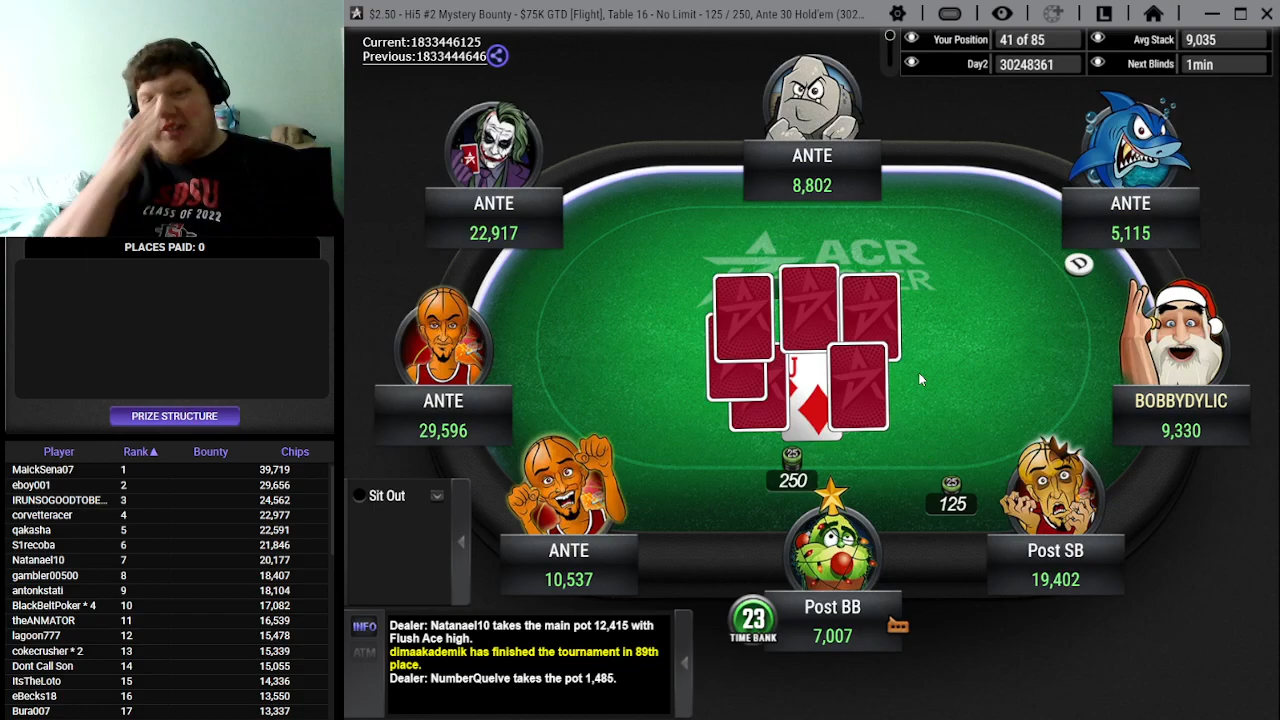 $2.50 - Hi5 #2 Mystery Bounty - $75K GTD [Flight], Table 16 - No Limit - 125 / 250, Ante 30 Hold'em (302...
Current:1833446125
Previous:1833444646
Your Position 41 of 85 Avg Stack 9,035
Day2 30248361 Next Blinds 1min
SDSU
CLASS OF 2022
PLACES PAID: 0
PRIZE STRUCTURE
Player Rank▲ Bounty Chips
MaickSena07 1 39,719
eboy001 2 29,656
IRUNSOGOODTOBE... 3 24,562
corvetteracer 4 22,977
qakasha 5 22,591
S1recoba 6 21,846
Natanael10 7 20,177
gambler00500 8 18,407
antonkstati 9 18,104
BlackBeltPoker * 4 10 17,082
theANMATOR 11 16,539
lagoon777 12 15,478
cokecrusher * 2 13 15,339
Dont Call Son 14 15,055
ItsTheLoto 15 14,336
eBecks18 16 13,550
Bura007 17 13,337
ANTE
8,802
ANTE
22,917
ANTE
5,115
ACR
D
ANTE
29,596
BOBBYDYLIC
9,330
J
25
250
25
125
Sit Out
ANTE
10,537
Post SB
19,402
Post BB
7,007
23
TIME BANK
INFO
ATM
Dealer: Natanael10 takes the main pot 12,415 with
Flush Ace high.
dimaakademik has finished the tournament in 89th
place.
Dealer: NumberQuelve takes the pot 1,485.